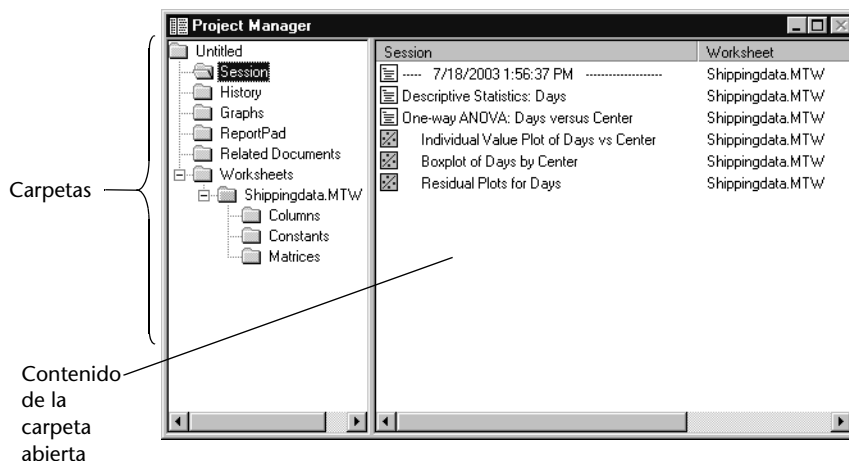 Project Manager
Untitled
Session
History
Graphs
ReportPad
Related Documents
Worksheets
Shippingdata.MTW
Columns
Constants
Matrices
Session Worksheet
---- 7/18/2003 1:56:37 PM ------------------- Shippingdata.MTW
Descriptive Statistics: Days Shippingdata.MTW
One-way ANOVA: Days versus Center Shippingdata.MTW
Individual Value Plot of Days vs Center Shippingdata.MTW
Boxplot of Days by Center Shippingdata.MTW
Residual Plots for Days Shippingdata.MTW
Carpetas
Contenido
de la
carpeta
abierta